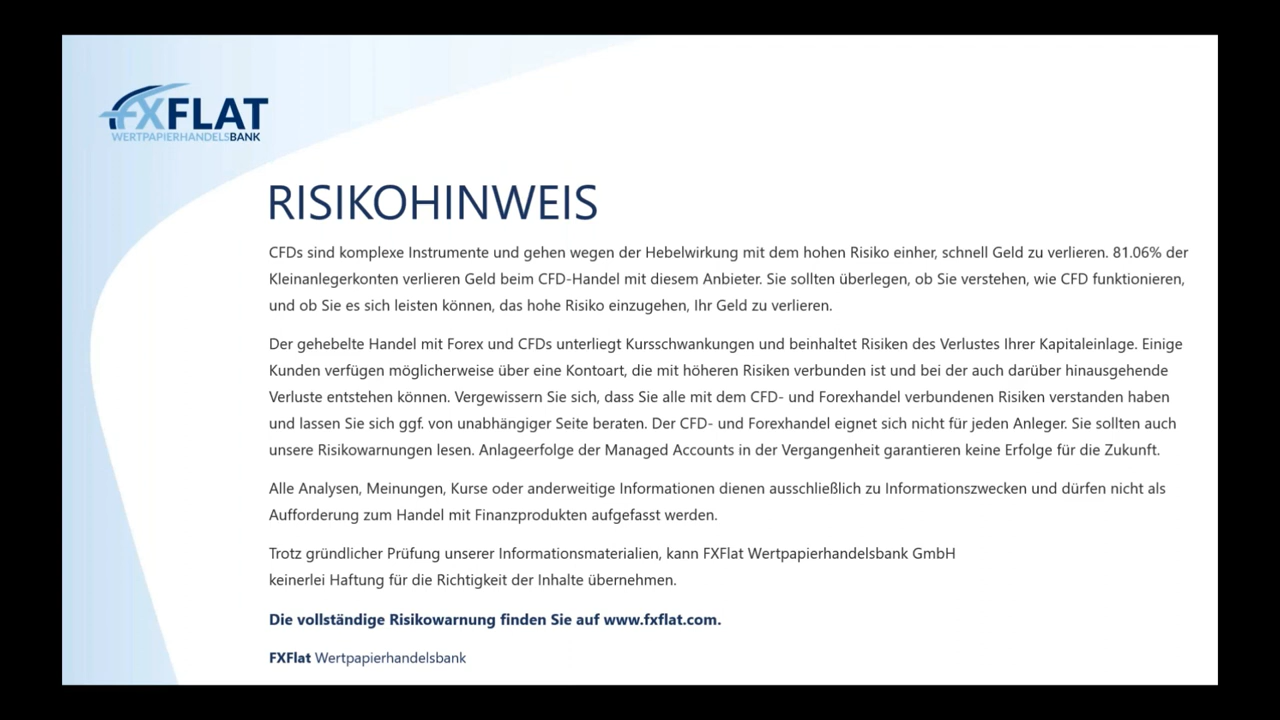 FXFLAT
WERTPAPIERHANDELSBANK
RISIKOHINWEIS
CFDs sind komplexe Instrumente und gehen wegen der Hebelwirkung mit dem hohen Risiko einher, schnell Geld zu verlieren. 81.06% der
Kleinanlegerkonten verlieren Geld beim CFD-Handel mit diesem Anbieter. Sie sollten überlegen, ob Sie verstehen, wie CFD funktionieren,
und ob Sie es sich leisten können, das hohe Risiko einzugehen, Ihr Geld zu verlieren.
Der gehebelte Handel mit Forex und CFDs unterliegt Kursschwankungen und beinhaltet Risiken des Verlustes Ihrer Kapitaleinlage. Einige
Kunden verfügen möglicherweise über eine Kontoart, die mit höheren Risiken verbunden ist und bei der auch darüber hinausgehende
Verluste entstehen können. Vergewissern Sie sich, dass Sie alle mit dem CFD- und Forexhandel verbundenen Risiken verstanden haben
und lassen Sie sich ggf. von unabhängiger Seite beraten. Der CFD- und Forexhandel eignet sich nicht für jeden Anleger. Sie sollten auch
unsere Risikowarnungen lesen. Anlageerfolge der Managed Accounts in der Vergangenheit garantieren keine Erfolge für die Zukunft.
Alle Analysen, Meinungen, Kurse oder anderweitige Informationen dienen ausschließlich zu Informationszwecken und dürfen nicht als
Aufforderung zum Handel mit Finanzprodukten aufgefasst werden.
Trotz gründlicher Prüfung unserer Informationsmaterialien, kann FXFlat Wertpapierhandelsbank GmbH
keinerlei Haftung für die Richtigkeit der Inhalte übernehmen.
Die vollständige Risikowarnung finden Sie auf www.fxflat.com.
FXFlat Wertpapierhandelsbank